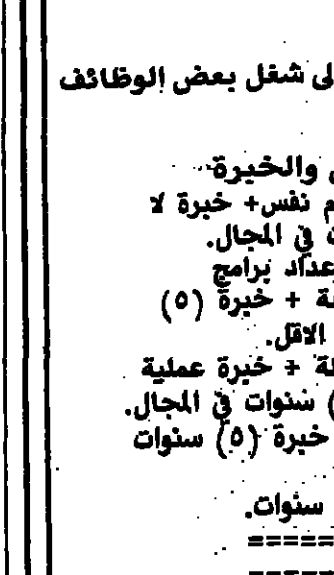 لى شغل بعض الوظائف
والخبرة
م نفس+ خبرة لا
ت في المجال.
عداد برامج
ة + خبرة (٥)
الاقل.
لة + خبرة عملية
) سنوات في المجال.
خبرة (٥) سنوات
سنوات.
======
======